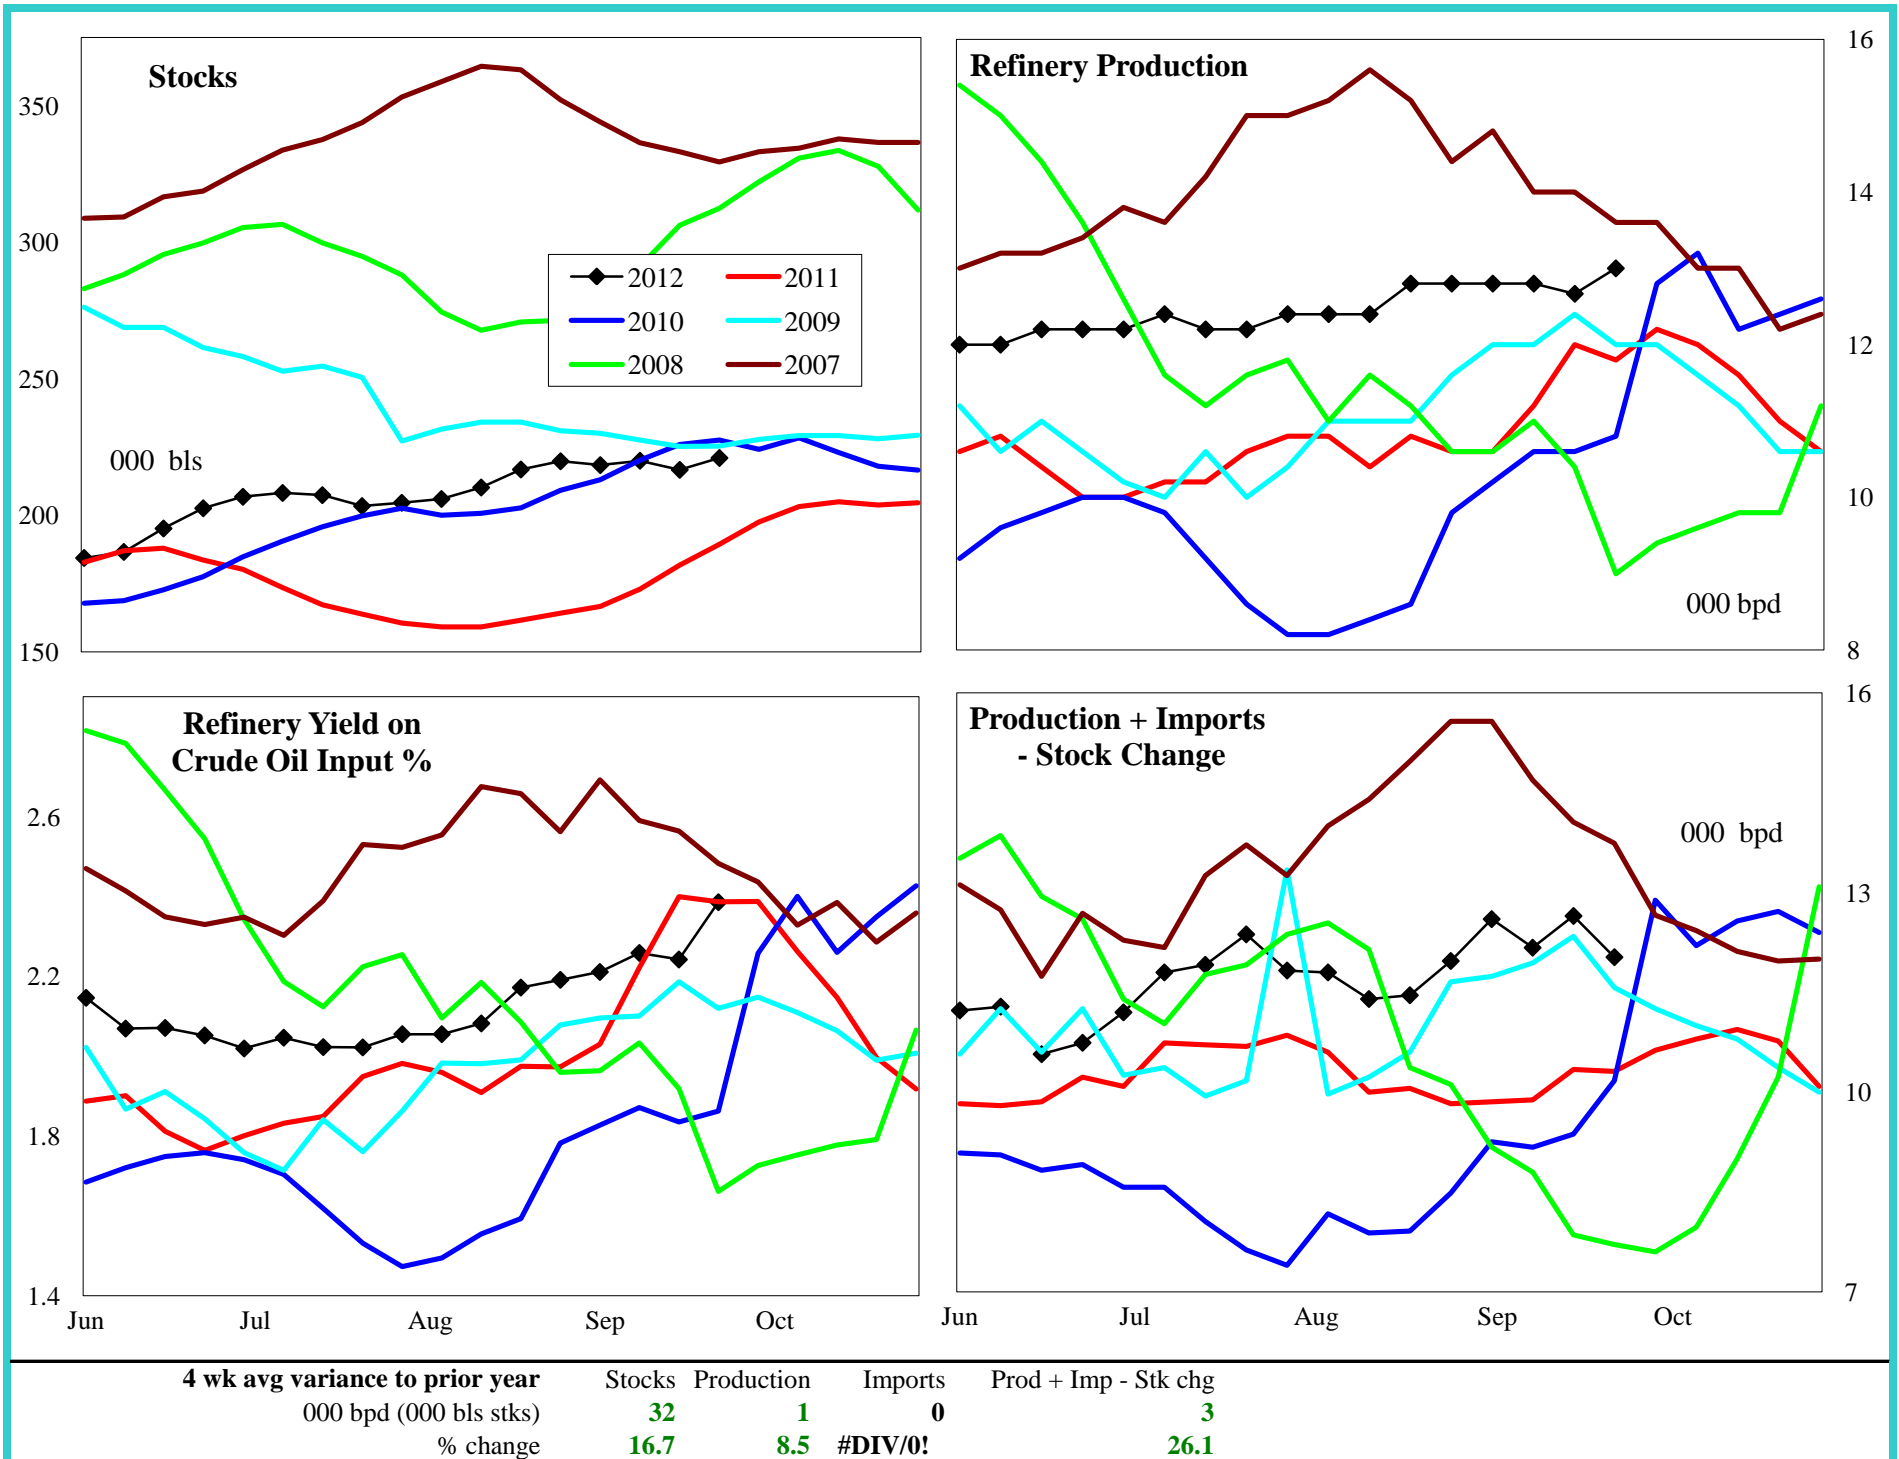 Stocks
350
300
250
200
150
000 bls
2012 2011
2010 2009
2008 2007
Refinery Production
16
14
12
10
8
000 bpd
Refinery Yield on
Crude Oil Input %
2.6
2.2
1.8
1.4
Jun Jul Aug Sep Oct
Production + Imports
- Stock Change
000 bpd
16
13
10
7
Jun Jul Aug Sep Oct
4 wk avg variance to prior year Stocks Production Imports Prod + Imp - Stk chg
000 bpd (000 bls stks) 32 1 0 3
% change 16.7 8.5 #DIV/0! 26.1